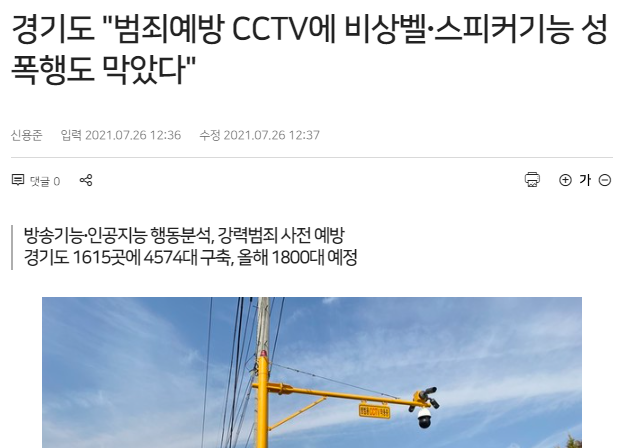 경기도 "범죄예방 CCTV에 비상벨·스피커기능 성
폭행도 막았다"
신용준 입력 2021.07.26 12:36 수정 2021.07.26 12:37
댓글 0
가
방송기능·인공지능 행동분석, 강력범죄 사전 예방
경기도 1615곳에 4574대 구축, 올해 1800대 예정